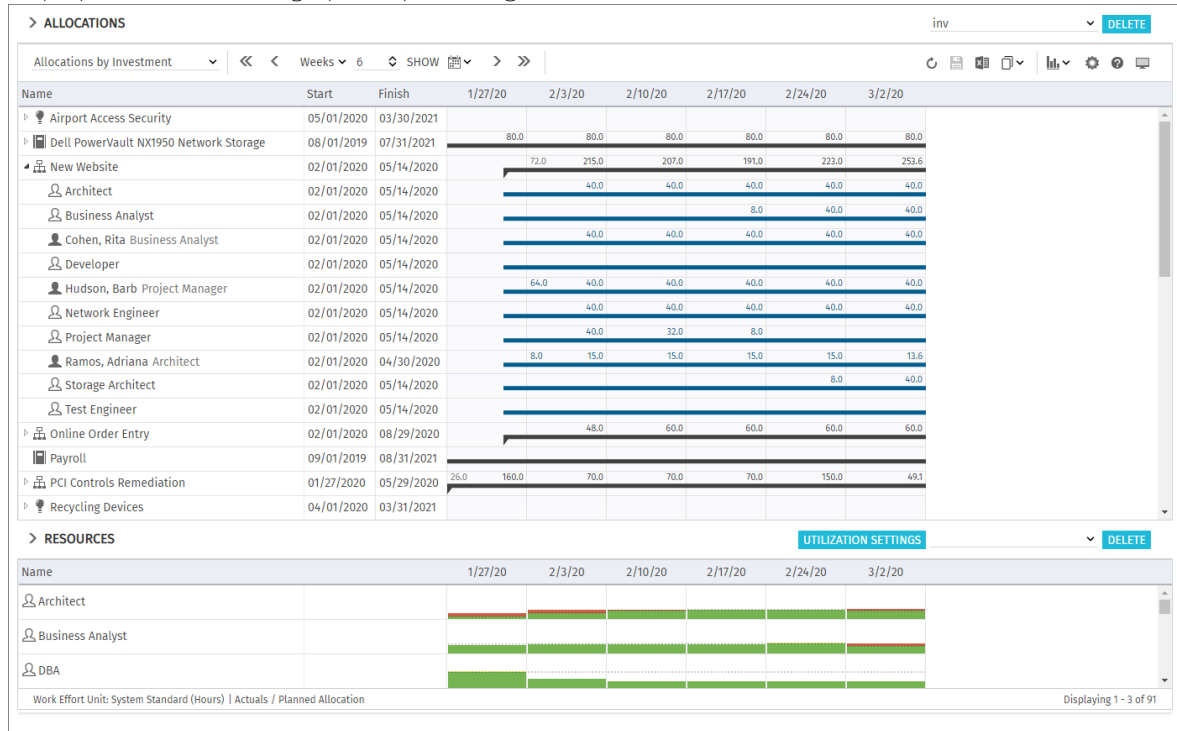 ALLOCATIONS inv DELETE
Allocations by Investment Weeks 6 SHOW
Name Start Finish 1/27/20 2/3/20 2/10/20 2/17/20 2/24/20 3/2/20
Airport Access Security 05/01/2020 03/30/2021
Dell PowerVault NX1950 Network Storage 08/01/2019 07/31/2021 80.0 80.0 80.0 80.0 80.0 80.0
New Website 02/01/2020 05/14/2020 72.0 215.0 207.0 191.0 223.0 253.6
Architect 02/01/2020 05/14/2020 40.0 40.0 40.0 40.0 40.0
Business Analyst 02/01/2020 05/14/2020 8.0 40.0 40.0
Cohen, Rita Business Analyst 02/01/2020 05/14/2020 40.0 40.0 40.0 40.0 40.0
Developer 02/01/2020 05/14/2020
Hudson, Barb Project Manager 02/01/2020 05/14/2020 64.0 40.0 40.0 40.0 40.0 40.0
Network Engineer 02/01/2020 05/14/2020 40.0 40.0 40.0 40.0 40.0
Project Manager 02/01/2020 05/14/2020 40.0 32.0 8.0
Ramos, Adriana Architect 02/01/2020 04/30/2020 8.0 15.0 15.0 15.0 15.0 13.6
Storage Architect 02/01/2020 05/14/2020 8.0 40.0
Test Engineer 02/01/2020 05/14/2020
Online Order Entry 02/01/2020 08/29/2020 48.0 60.0 60.0 60.0 60.0
Payroll 09/01/2019 08/31/2021
PCI Controls Remediation 01/27/2020 05/29/2020 26.0 160.0 70.0 70.0 70.0 150.0 49.1
Recycling Devices 04/01/2020 03/31/2021
RESOURCES UTILIZATION SETTINGS DELETE
Name 1/27/20 2/3/20 2/10/20 2/17/20 2/24/20 3/2/20
Architect
Business Analyst
DBA
Work Effort Unit: System Standard (Hours) | Actuals / Planned Allocation Displaying 1 - 3 of 91